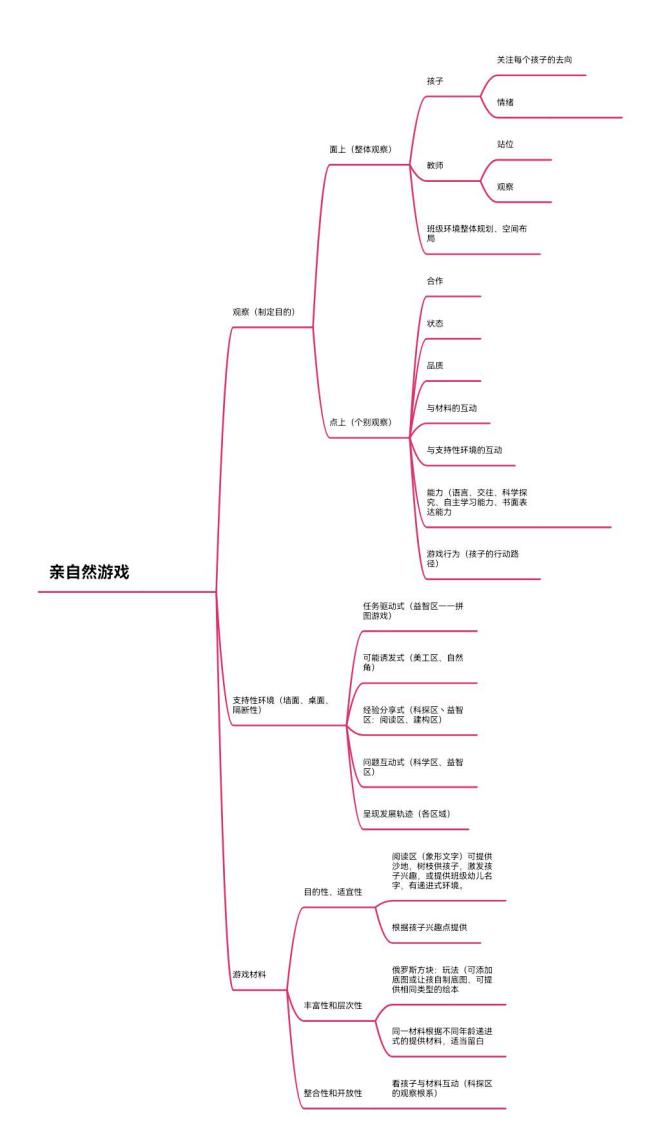 关注每个孩子的去向
孩子
情绪
面上（整体观察）
站位
教师
观察
班级环境整体规划、空间布
局
合作
观察（制定目的）
状态
品质
与材料的互动
点上（个别观察）
与支持性环境的互动
能力（语言、交往、科学探
究、自主学习能力、书面表
达能力
游戏行为（孩子的行动路
径）
亲自然游戏
任务驱动式（益智区一一拼
图游戏）
可能诱发式（美工区、自然
角）
支持性环境（墙面、桌面、
隔断性）
经验分享式（科探区丶益智
区：阅读区、建构区）
问题互动式（科学区、益智
区）
呈现发展轨迹（各区域）
阅读区（象形文字）可提供
沙地，树枝供孩子，激发孩
子兴趣，或提供班级幼儿名
字，有递进式环境。
目的性、适宜性
根据孩子兴趣点提供
游戏材料
俄罗斯方块：玩法（可添加
底图或让孩自制底图、可提
供相同类型的绘本
丰富性和层次性
同一材料根据不同年龄递进
式的提供材料，适当留白
整合性和开放性
看孩子与材料互动（科探区
的观察根系）